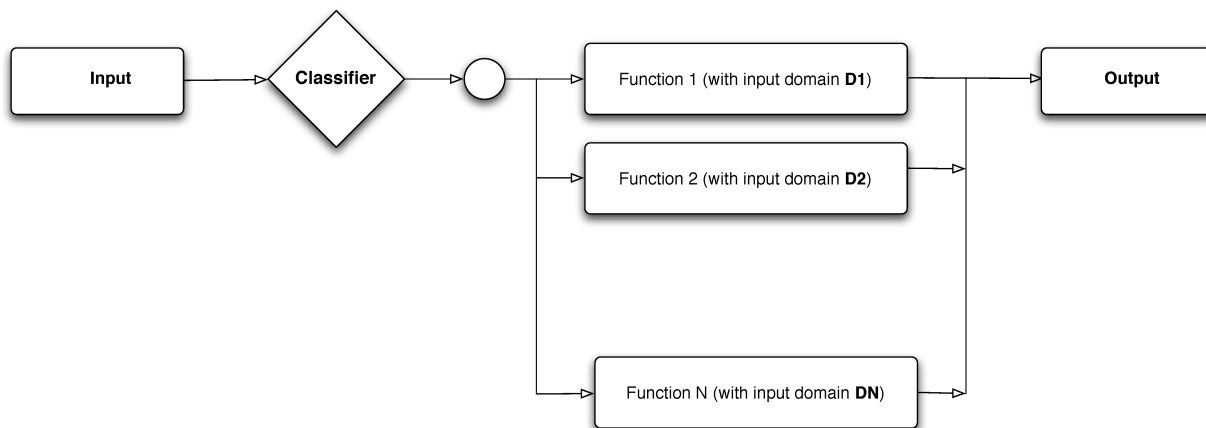 Input
Classifier
Function 1 (with input domain D1)
Output
Function 2 (with input domain D2)
Function N (with input domain DN)